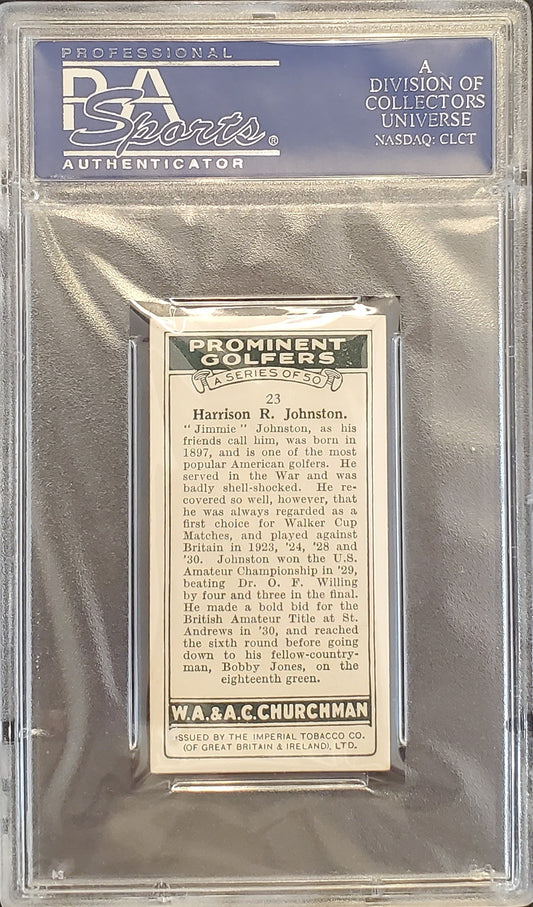 PROFESSIONAL
PSA
Sports®
AUTHENTICATOR
A
DIVISION OF
COLLECTORS
UNIVERSE
NASDAQ: CLCT
PROMINENT
GOLFERS
A SERIES OF 50
23
Harrison R. Johnston.
"Jimmie" Johnston, as his
friends call him, was born in
1897, and is one of the most
popular American golfers. He
served in the War and was
badly shell-shocked. He re-
covered so well, however, that
he was always regarded as a
first choice for Walker Cup
Matches, and played against
Britain in 1923, '24, '28 and
'30. Johnston won the U.S.
Amateur Championship in '29,
beating Dr. O. F. Willing
by four and three in the final.
He made a bold bid for the
British Amateur Title at St.
Andrews in '30, and reached
the sixth round before going
down to his fellow-country-
man, Bobby Jones, on the
eighteenth green.
W.A.&A.C.CHURCHMAN
ISSUED BY THE IMPERIAL TOBACCO CO.
(OF GREAT BRITAIN & IRELAND), LTD.